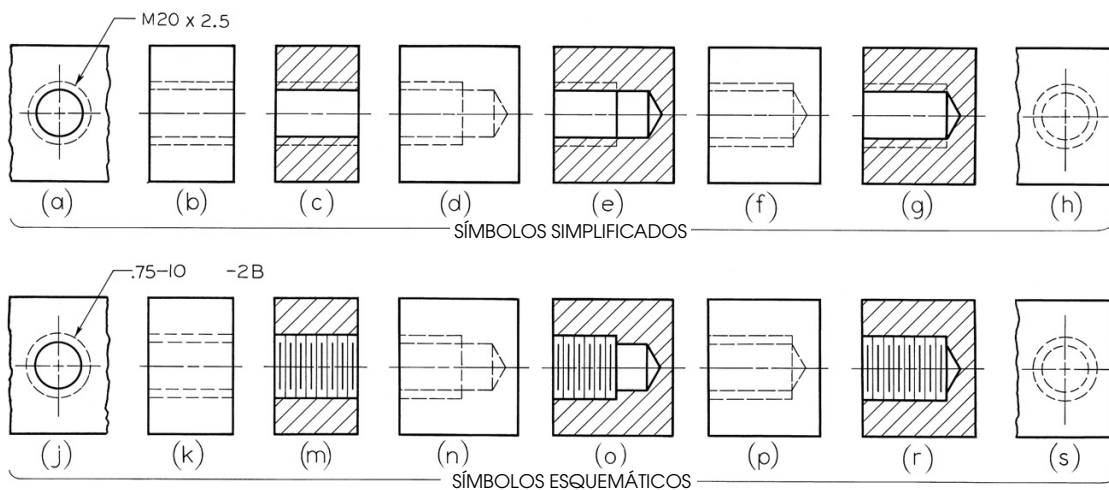 M20 x 2.5
(a) (b) (c) (d) (e) (f) (g) (h)
SÍMBOLOS SIMPLIFICADOS
.75-10 -2B
(j) (k) (m) (n) (o) (p) (r) (s)
SÍMBOLOS ESQUEMÁTICOS